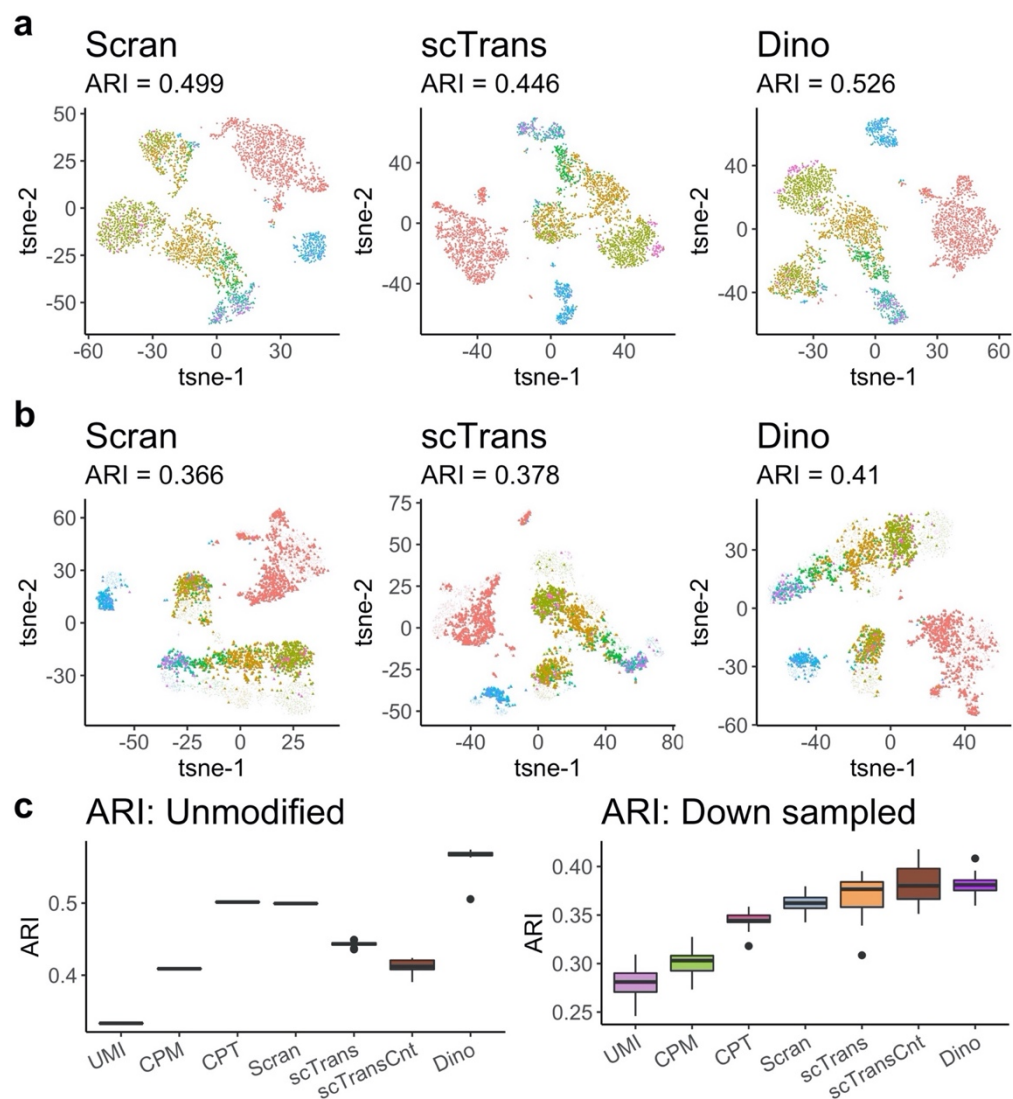 a
Scran
ARI = 0.499
50
25
0
-25
-50
tsne-2
-60 -30 0 30
tsne-1
scTrans
ARI = 0.446
40
0
-40
tsne-2
-40 0 40
tsne-1
Dino
ARI = 0.526
40
0
-40
tsne-2
-30 0 30 60
tsne-1
b
Scran
ARI = 0.366
60
30
0
-30
tsne-2
-50 -25 0 25
tsne-1
scTrans
ARI = 0.378
75
50
25
0
-25
-50
tsne-2
-40 0 40 80
tsne-1
Dino
ARI = 0.41
30
0
-30
-60
tsne-2
-40 0 40
tsne-1
c
ARI: Unmodified
0.5
0.4
ARI
UMI CPM CPT Scran scTrans scTransCnt Dino
ARI: Down sampled
0.40
0.35
0.30
0.25
ARI
UMI CPM CPT Scran scTrans scTransCnt Dino